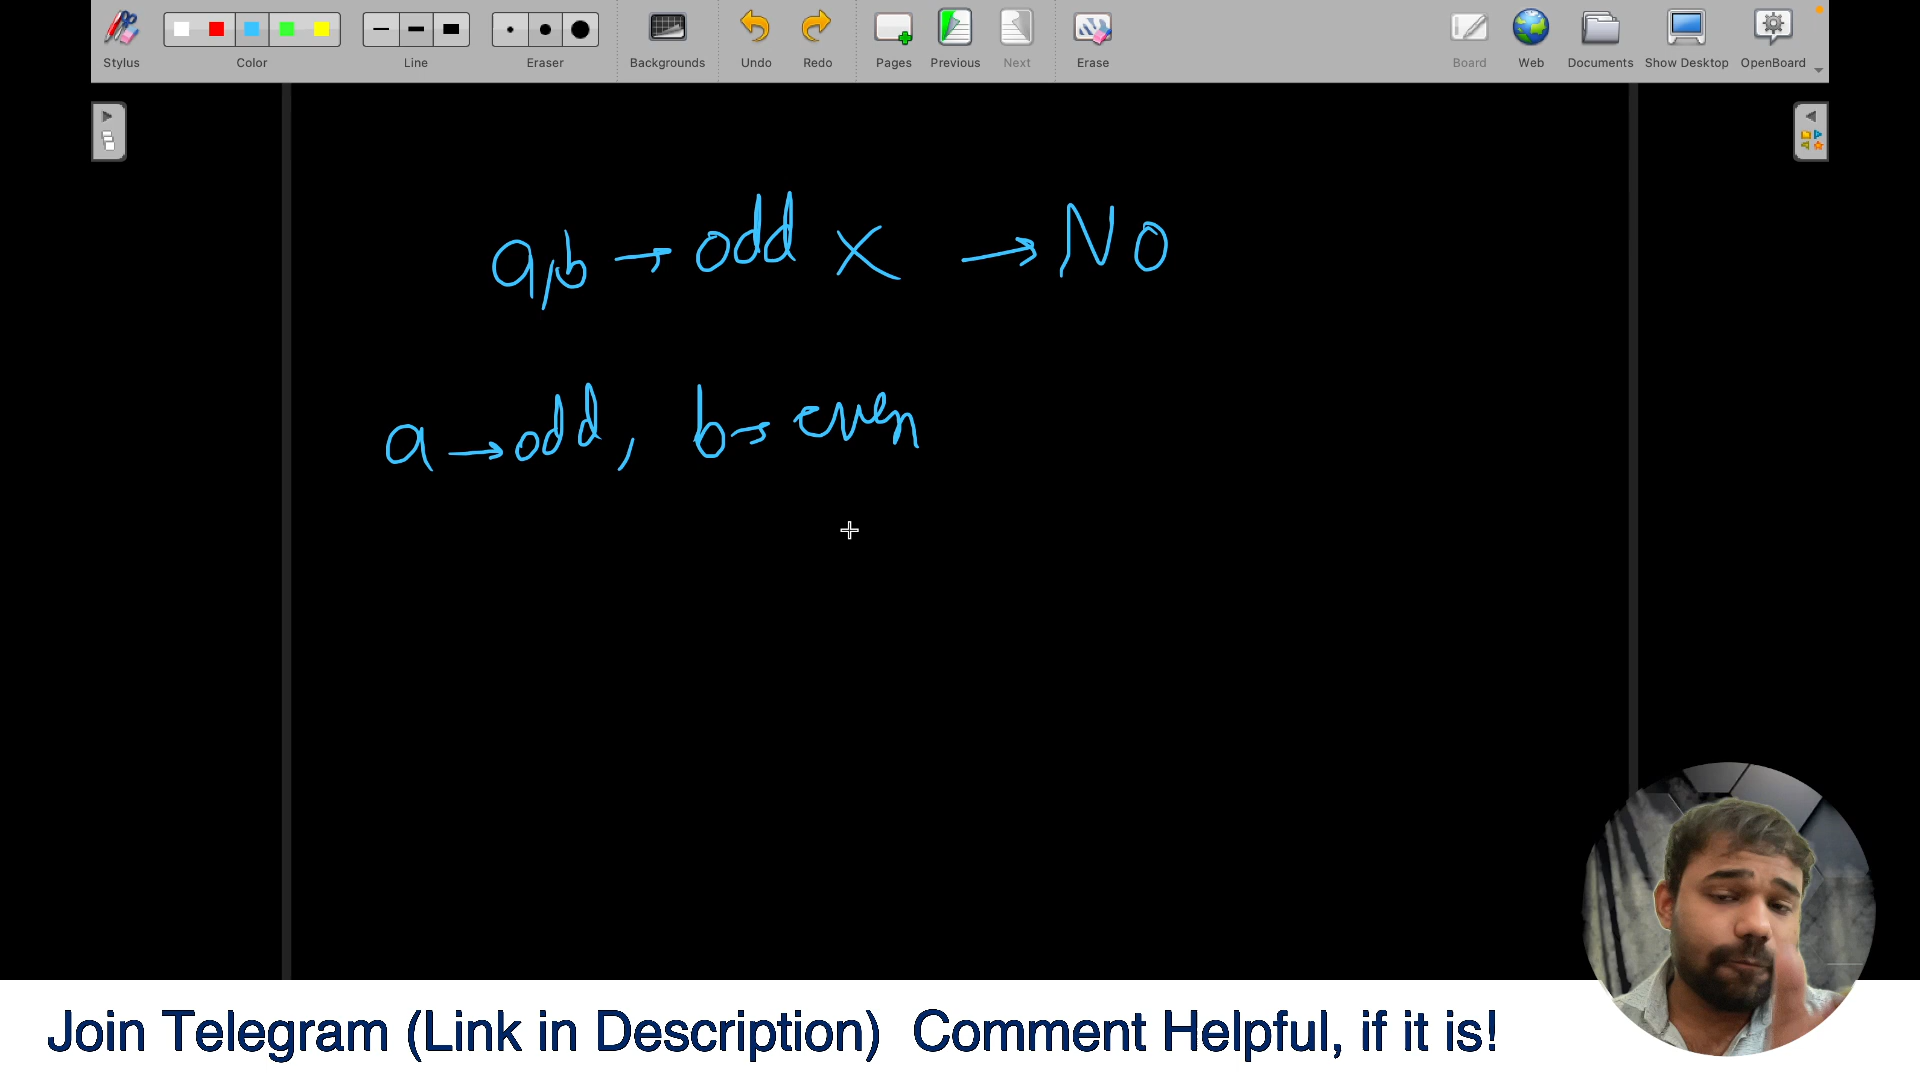 Stylus Color Line Eraser Backgrounds Undo Redo Pages Previous Next Erase Board Web Documents Show Desktop OpenBoard
a,b → odd X → No
a → odd, b → even
Join Telegram (Link in Description) Comment Helpful, if it is!